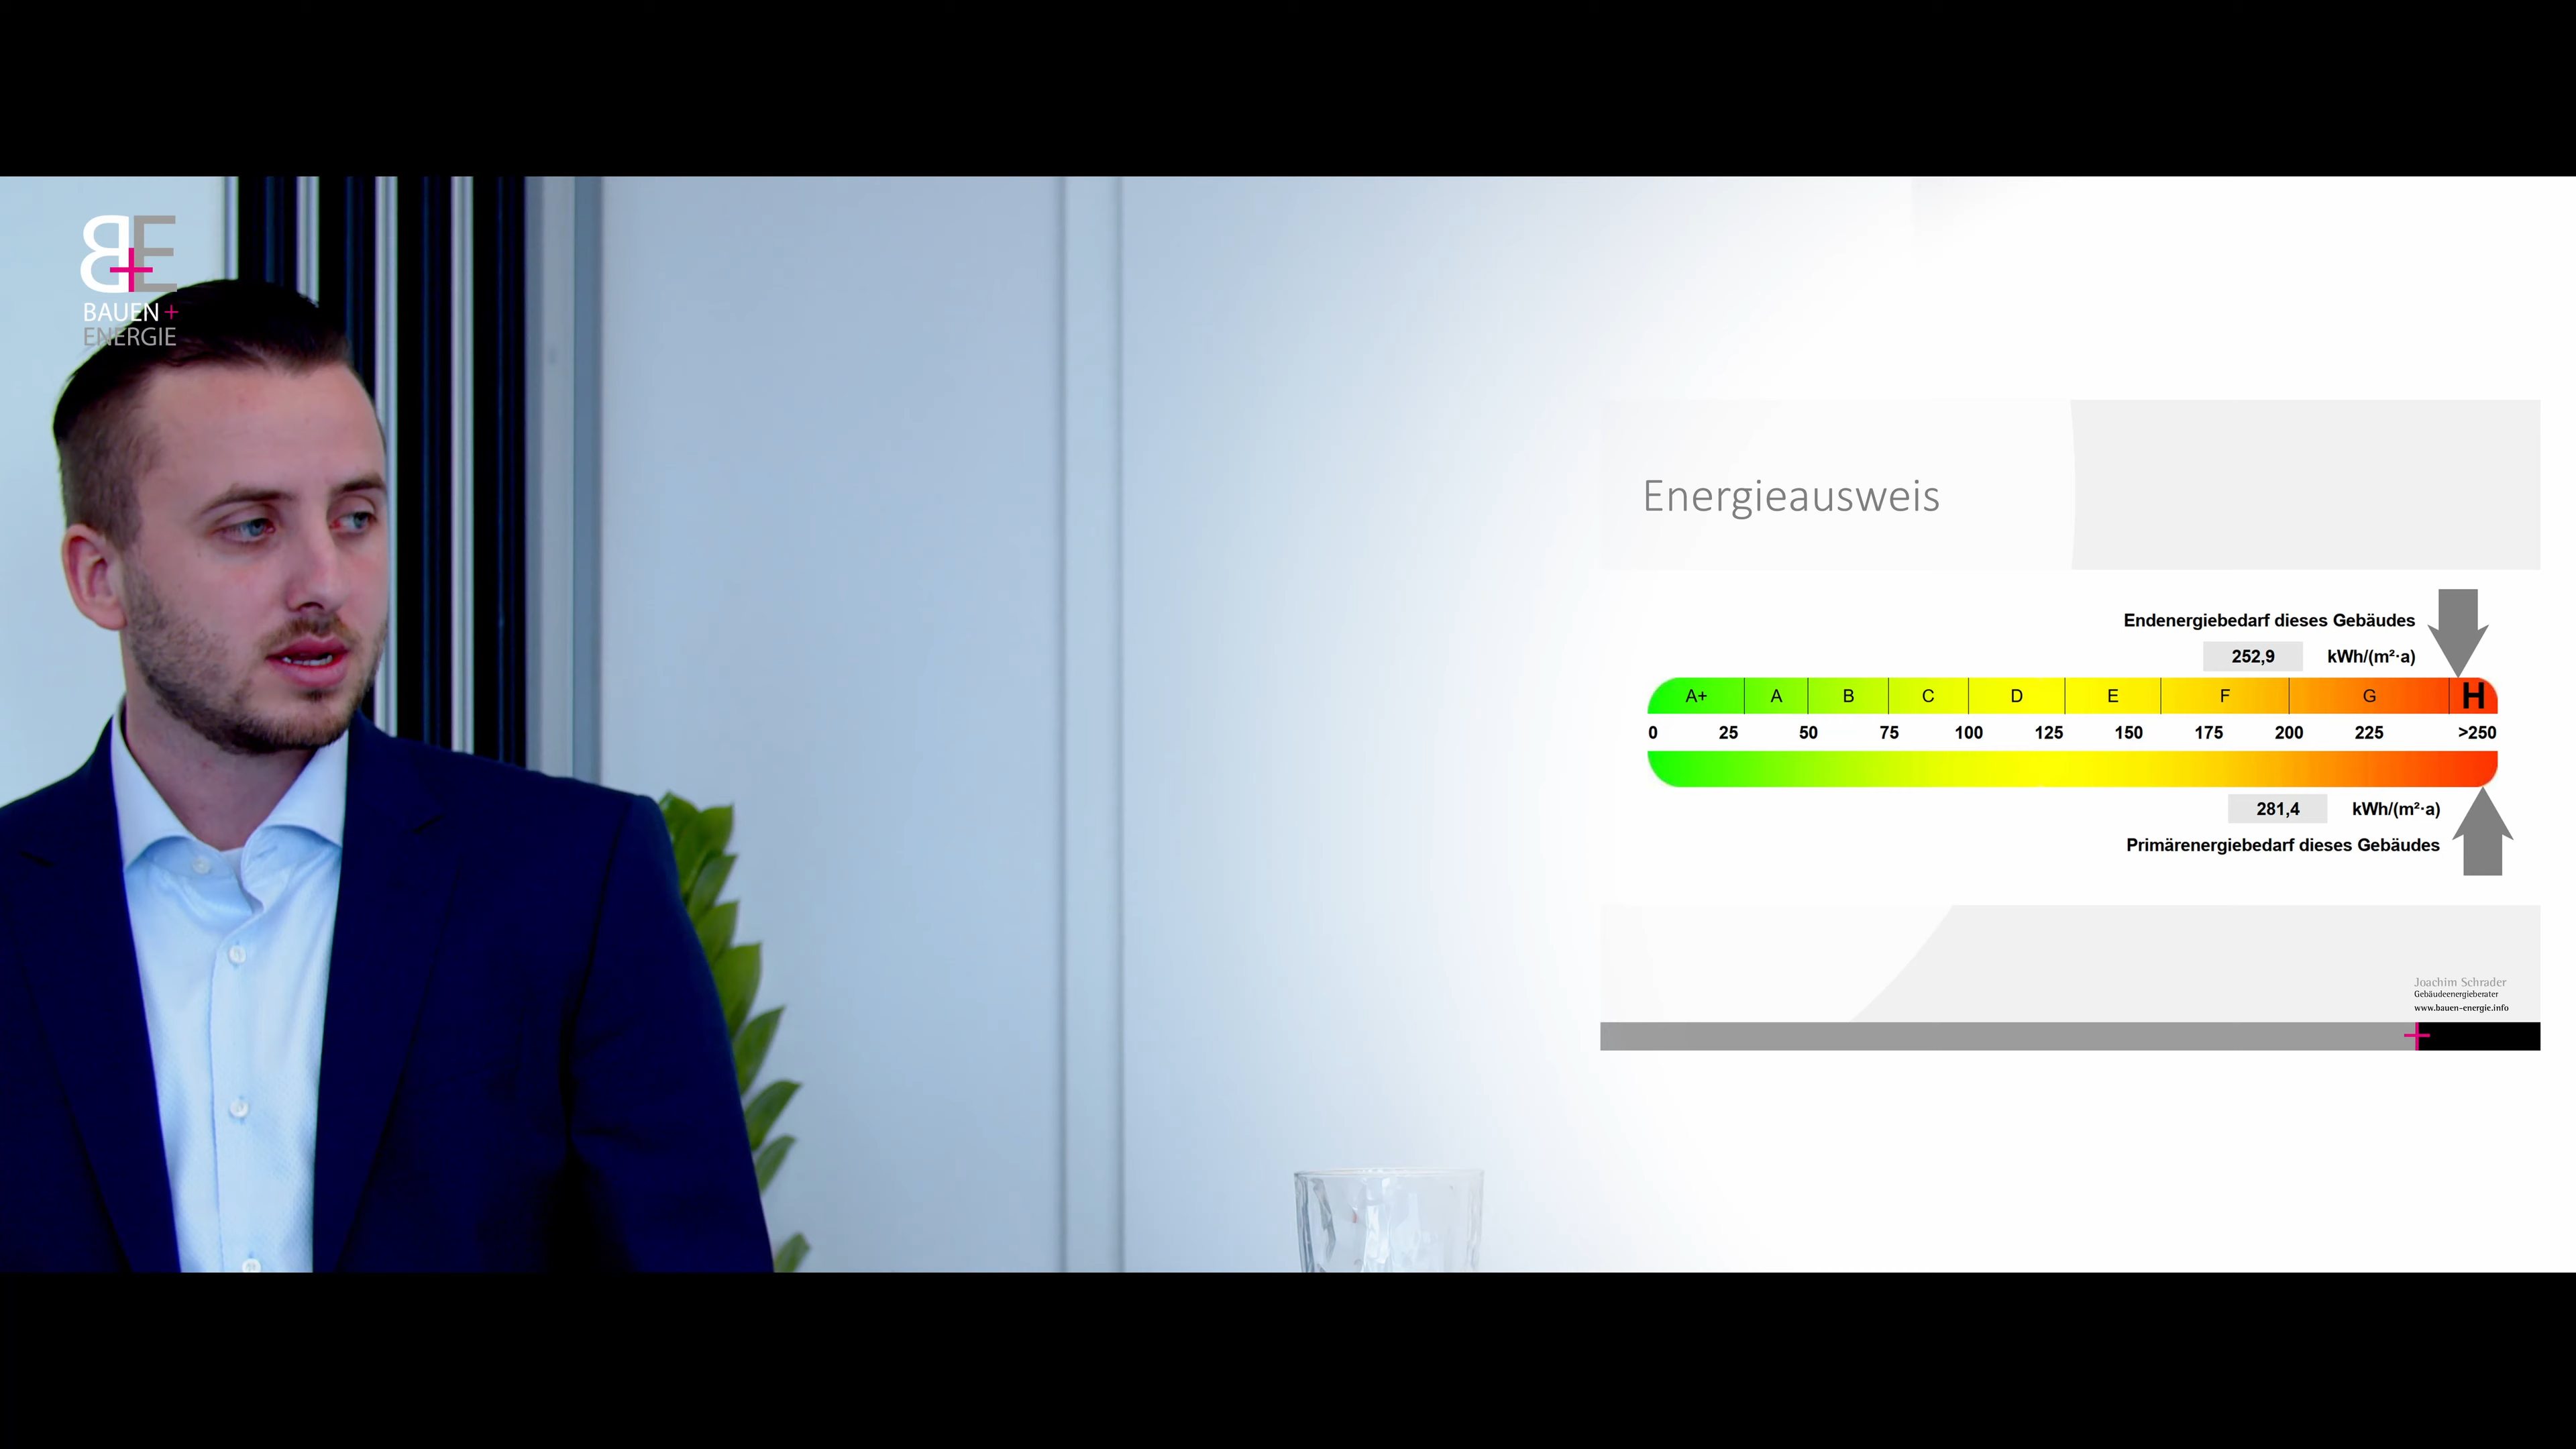 B+E
BAUEN +
ENERGIE
Energieausweis
Endenergiebedarf dieses Gebäudes
252,9 kWh/(m²·a)
A+ A B C D E F G H
0 25 50 75 100 125 150 175 200 225 >250
281,4 kWh/(m²·a)
Primärenergiebedarf dieses Gebäudes
Joachim Schrader
Gebäudeenergieberater
www.bauen-energie.info